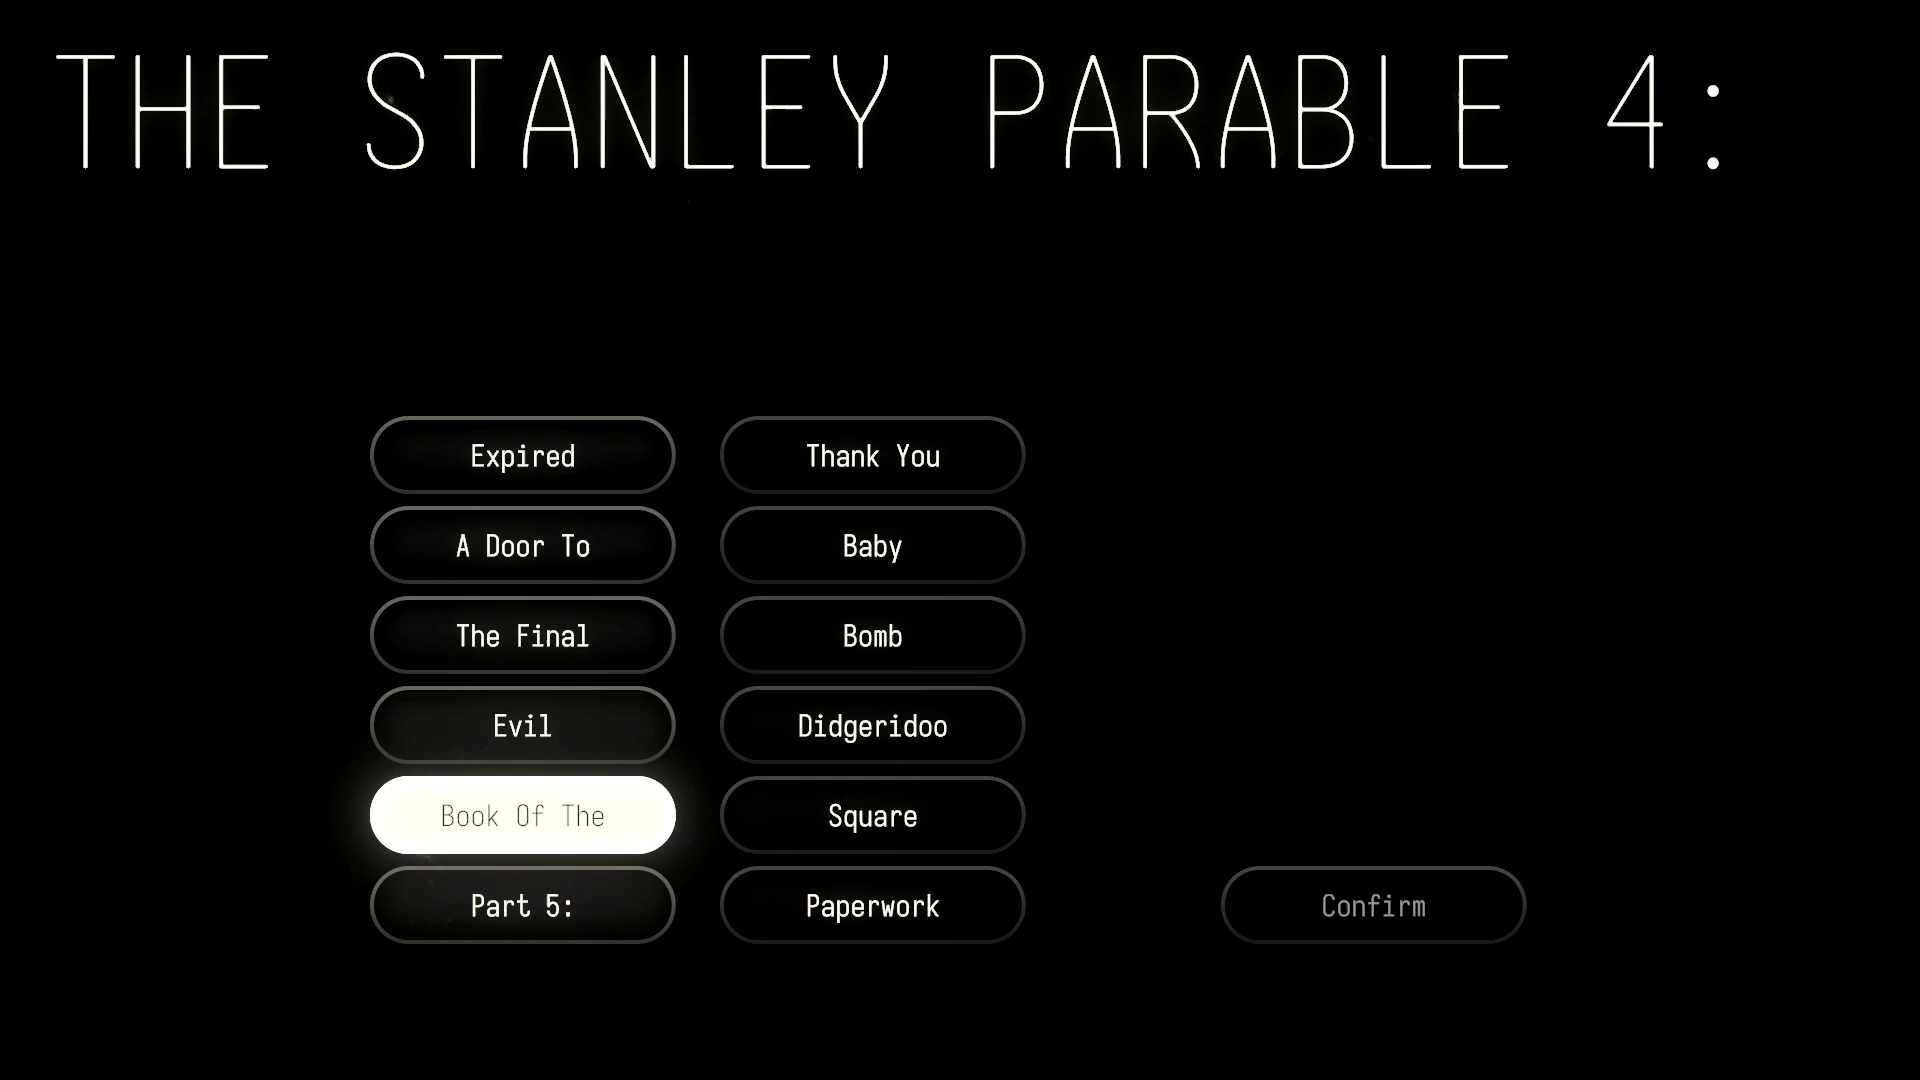 THE STANLEY PARABLE 4:
Expired
Thank You
A Door To
Baby
The Final
Bomb
Evil
Didgeridoo
Book Of The
Square
Part 5:
Paperwork
Confirm